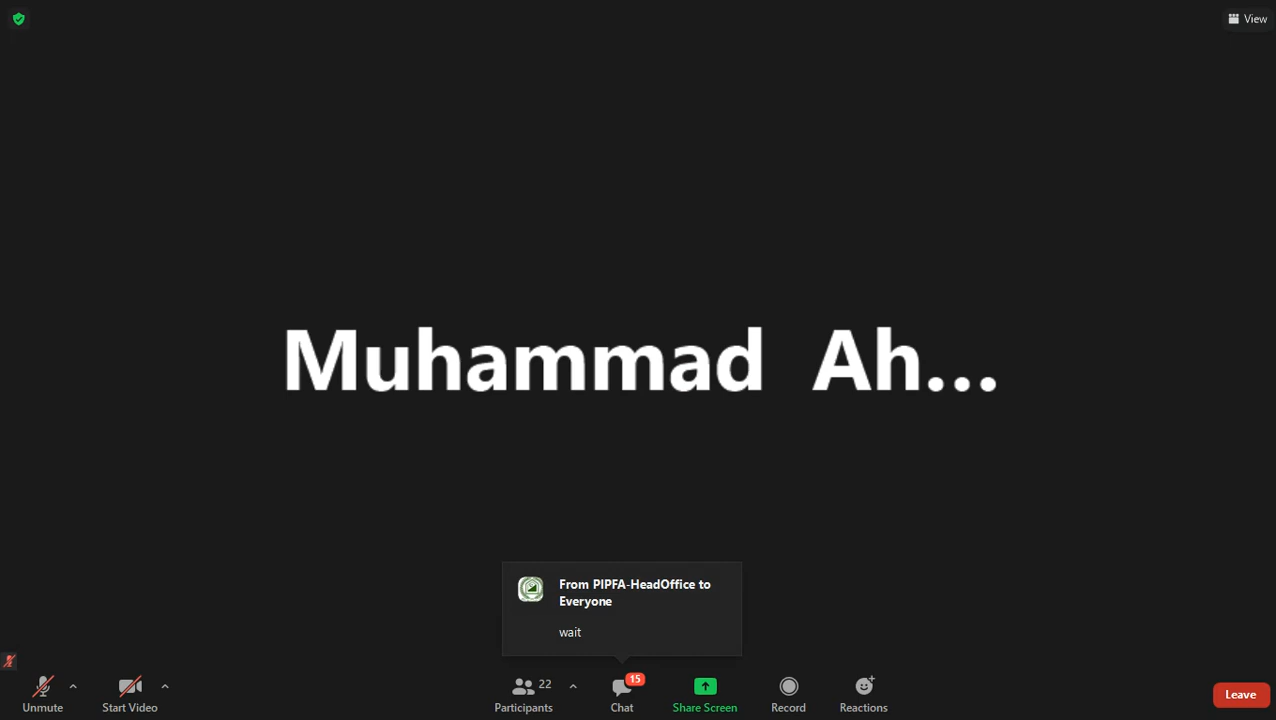 View
Muhammad Ah...
From PIPFA-HeadOffice to
Everyone
wait
22
15
Unmute
Start Video
Participants
Chat
Share Screen
Record
Reactions
Leave